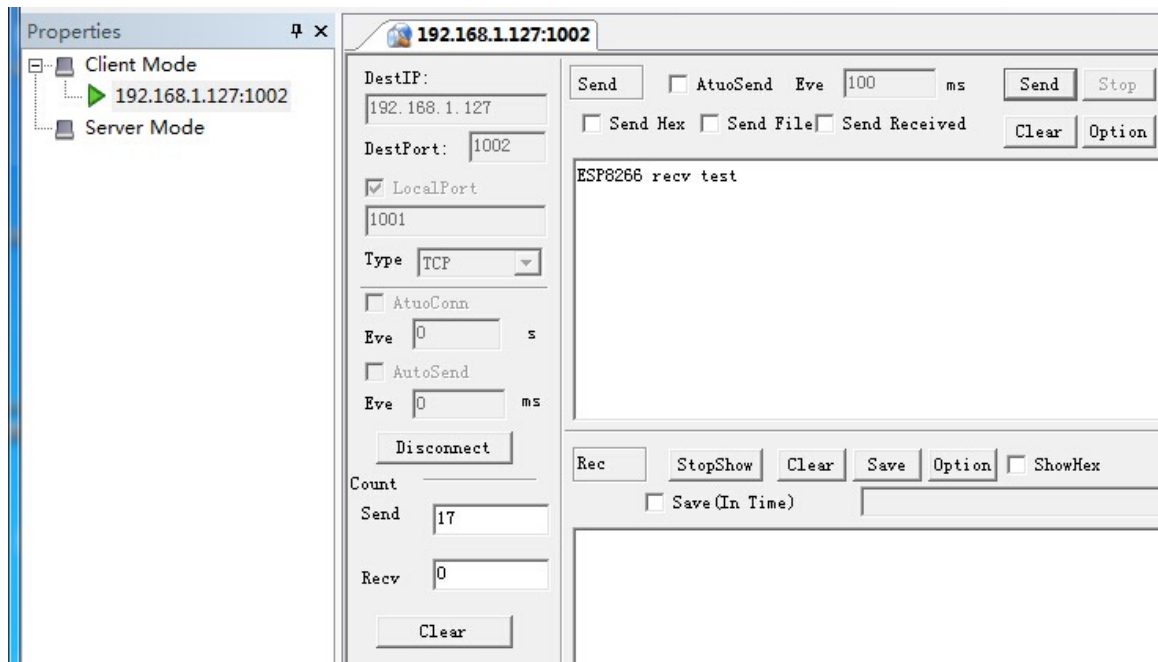 Properties
Client Mode
192.168.1.127:1002
Server Mode
192.168.1.127:1002
DestIP:
192.168.1.127
DestPort: 1002
LocalPort
1001
Type TCP
AtuoConn
Eve 0 s
AutoSend
Eve 0 ms
Disconnect
Count
Send 17
Recv 0
Clear
Send AtuoSend Eve 100 ms Send Stop
Send Hex Send File Send Received Clear Option
ESP8266 recv test
Rec StopShow Clear Save Option ShowHex
Save(In Time)